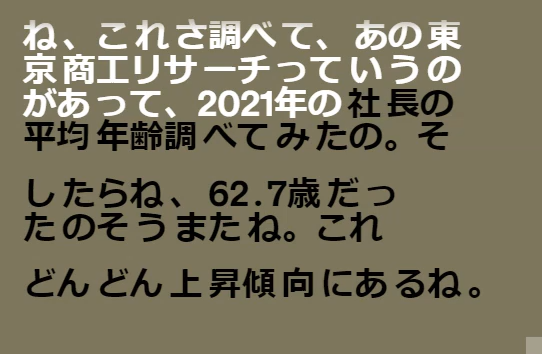 ね、これさ調べて、あの東
京商工リサーチっていうの
があって、2021年の社長の
平均年齢調べてみたの。そ
したらね、62.7歳だっ
たのそうまたね。これ
どんどん上昇傾向にあるね。